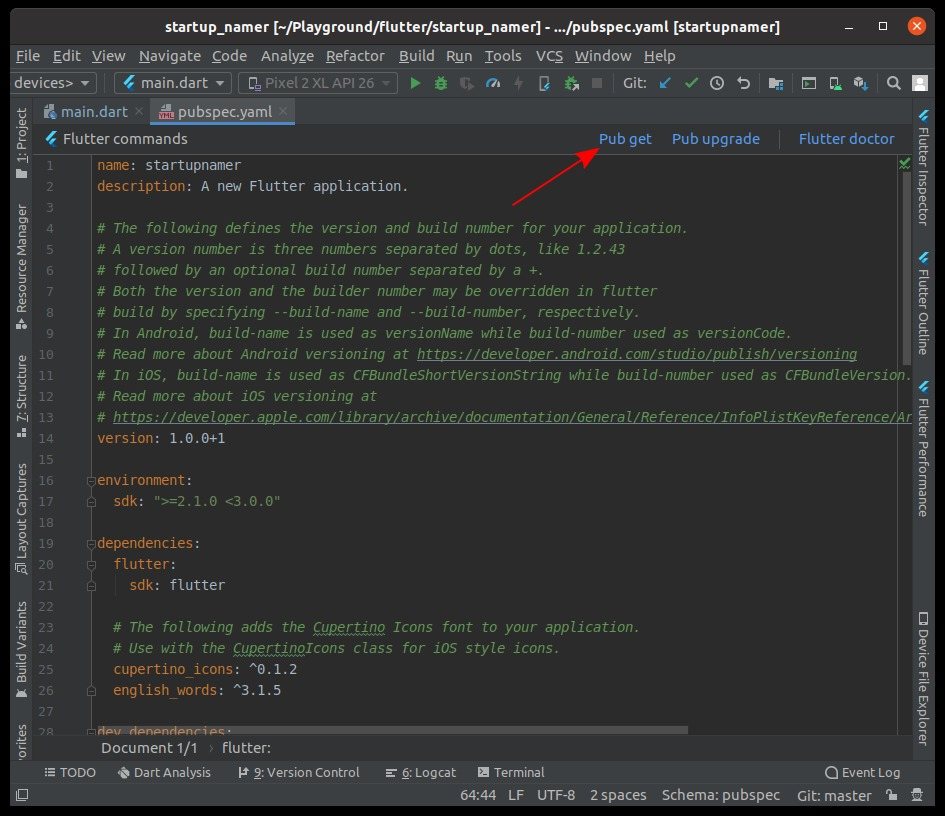 startup_namer [~/Playground/flutter/startup_namer] - .../pubspec.yaml [startupnamer]
File Edit View Navigate Code Analyze Refactor Build Run Tools VCS Window Help
devices> main.dart Pixel 2 XL API 26 Git:
main.dart pubspec.yaml
Flutter commands Pub get Pub upgrade Flutter doctor
1 name: startupnamer
2 description: A new Flutter application.
3
4 # The following defines the version and build number for your application.
5 # A version number is three numbers separated by dots, like 1.2.43
6 # followed by an optional build number separated by a +.
7 # Both the version and the builder number may be overridden in flutter
8 # build by specifying --build-name and --build-number, respectively.
9 # In Android, build-name is used as versionName while build-number used as versionCode.
10 # Read more about Android versioning at https://developer.android.com/studio/publish/versioning
11 # In iOS, build-name is used as CFBundleShortVersionString while build-number used as CFBundleVersion.
12 # Read more about iOS versioning at
13 # https://developer.apple.com/library/archive/documentation/General/Reference/InfoPlistKeyReference/Ar
14 version: 1.0.0+1
15
16 environment:
17 sdk: ">=2.1.0 <3.0.0"
18
19 dependencies:
20 flutter:
21 sdk: flutter
22
23 # The following adds the Cupertino Icons font to your application.
24 # Use with the CupertinoIcons class for iOS style icons.
25 cupertino_icons: ^0.1.2
26 english_words: ^3.1.5
27
28 dev_dependencies:
1: Project
Resource Manager
7: Structure
Layout Captures
Build Variants
vorites
Flutter Inspector
Flutter Outline
Flutter Performance
Device File Explorer
Document 1/1 › flutter:
TODO Dart Analysis 9: Version Control 6: Logcat Terminal Event Log
64:44 LF UTF-8 2 spaces Schema: pubspec Git: master